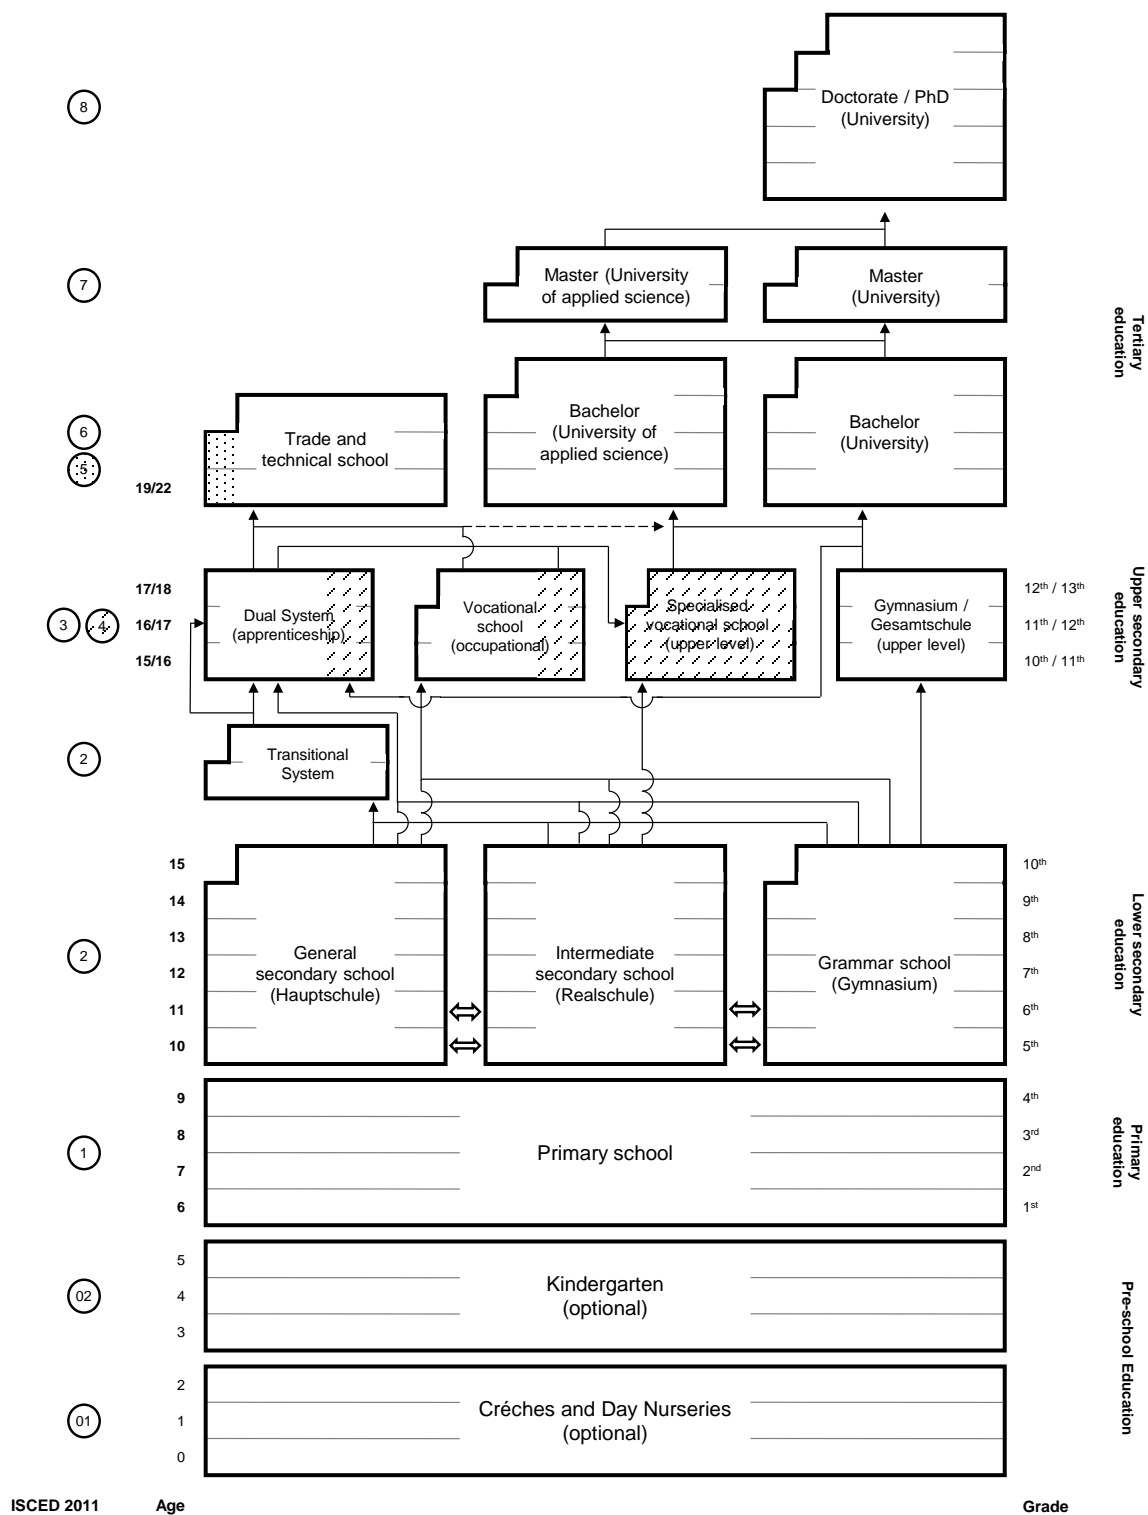 8
Doctorate / PhD
(University)
7
Master (University
of applied science)
Master
(University)
Tertiary
education
6
5
19/22
Trade and
technical school
Bachelor
(University of
applied science)
Bachelor
(University)
3
4
17/18
16/17
15/16
Dual System
(apprenticeship)
Vocational
school
(occupational)
Specialised
vocational school
(upper level)
Gymnasium /
Gesamtschule
(upper level)
12th / 13th
11th / 12th
10th / 11th
Upper secondary
education
2
Transitional
System
2
15
14
13
12
11
10
General
secondary school
(Hauptschule)
Intermediate
secondary school
(Realschule)
Grammar school
(Gymnasium)
10th
9th
8th
7th
6th
5th
Lower secondary
education
1
9
8
7
6
Primary school
4th
3rd
2nd
1st
Primary
education
02
5
4
3
Kindergarten
(optional)
01
2
1
0
Créches and Day Nurseries
(optional)
Pre-school Education
ISCED 2011
Age
Grade